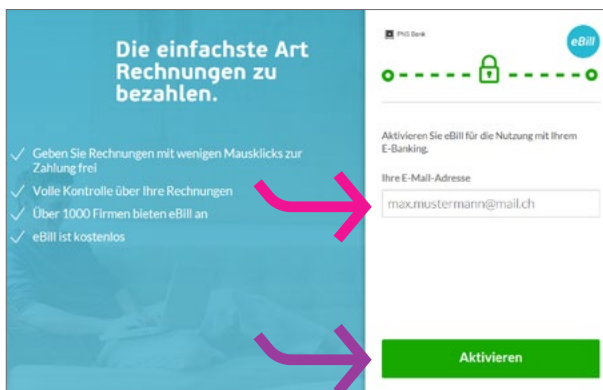 Die einfachste Art
Rechnungen zu
bezahlen.
Geben Sie Rechnungen mit wenigen Mausklicks zur
Zahlung frei
Volle Kontrolle über Ihre Rechnungen
Über 1000 Firmen bieten eBill an
eBill ist kostenlos
PNS Bank
eBill
Aktivieren Sie eBill für die Nutzung mit Ihrem
E-Banking.
Ihre E-Mail-Adresse
max.mustermann@mail.ch
Aktivieren